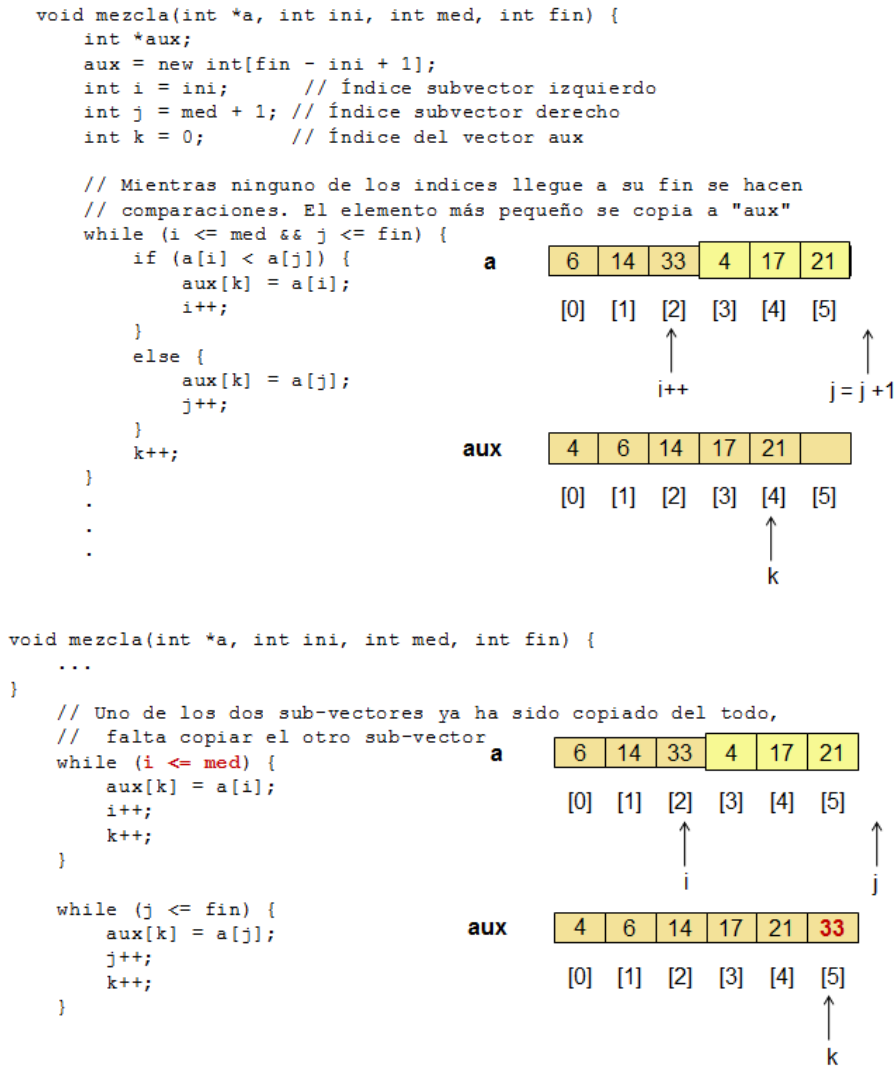 void mezcla(int *a, int ini, int med, int fin) {
int *aux;
aux = new int[fin - ini + 1];
int i = ini; // Índice subvector izquierdo
int j = med + 1; // Índice subvector derecho
int k = 0; // Índice del vector aux
// Mientras ninguno de los indices llegue a su fin se hacen
// comparaciones. El elemento más pequeño se copia a "aux"
while (i <= med && j <= fin) {
if (a[i] < a[j]) {
aux[k] = a[i];
i++;
}
else {
aux[k] = a[j];
j++;
}
k++;
}
.
.
.
a 6 14 33 4 17 21
[0] [1] [2] [3] [4] [5]
i++ j = j +1
aux 4 6 14 17 21
[0] [1] [2] [3] [4] [5]
k
void mezcla(int *a, int ini, int med, int fin) {
...
}
// Uno de los dos sub-vectores ya ha sido copiado del todo,
// falta copiar el otro sub-vector
while (i <= med) {
aux[k] = a[i];
i++;
k++;
}
while (j <= fin) {
aux[k] = a[j];
j++;
k++;
}
a 6 14 33 4 17 21
[0] [1] [2] [3] [4] [5]
i j
aux 4 6 14 17 21 33
[0] [1] [2] [3] [4] [5]
k